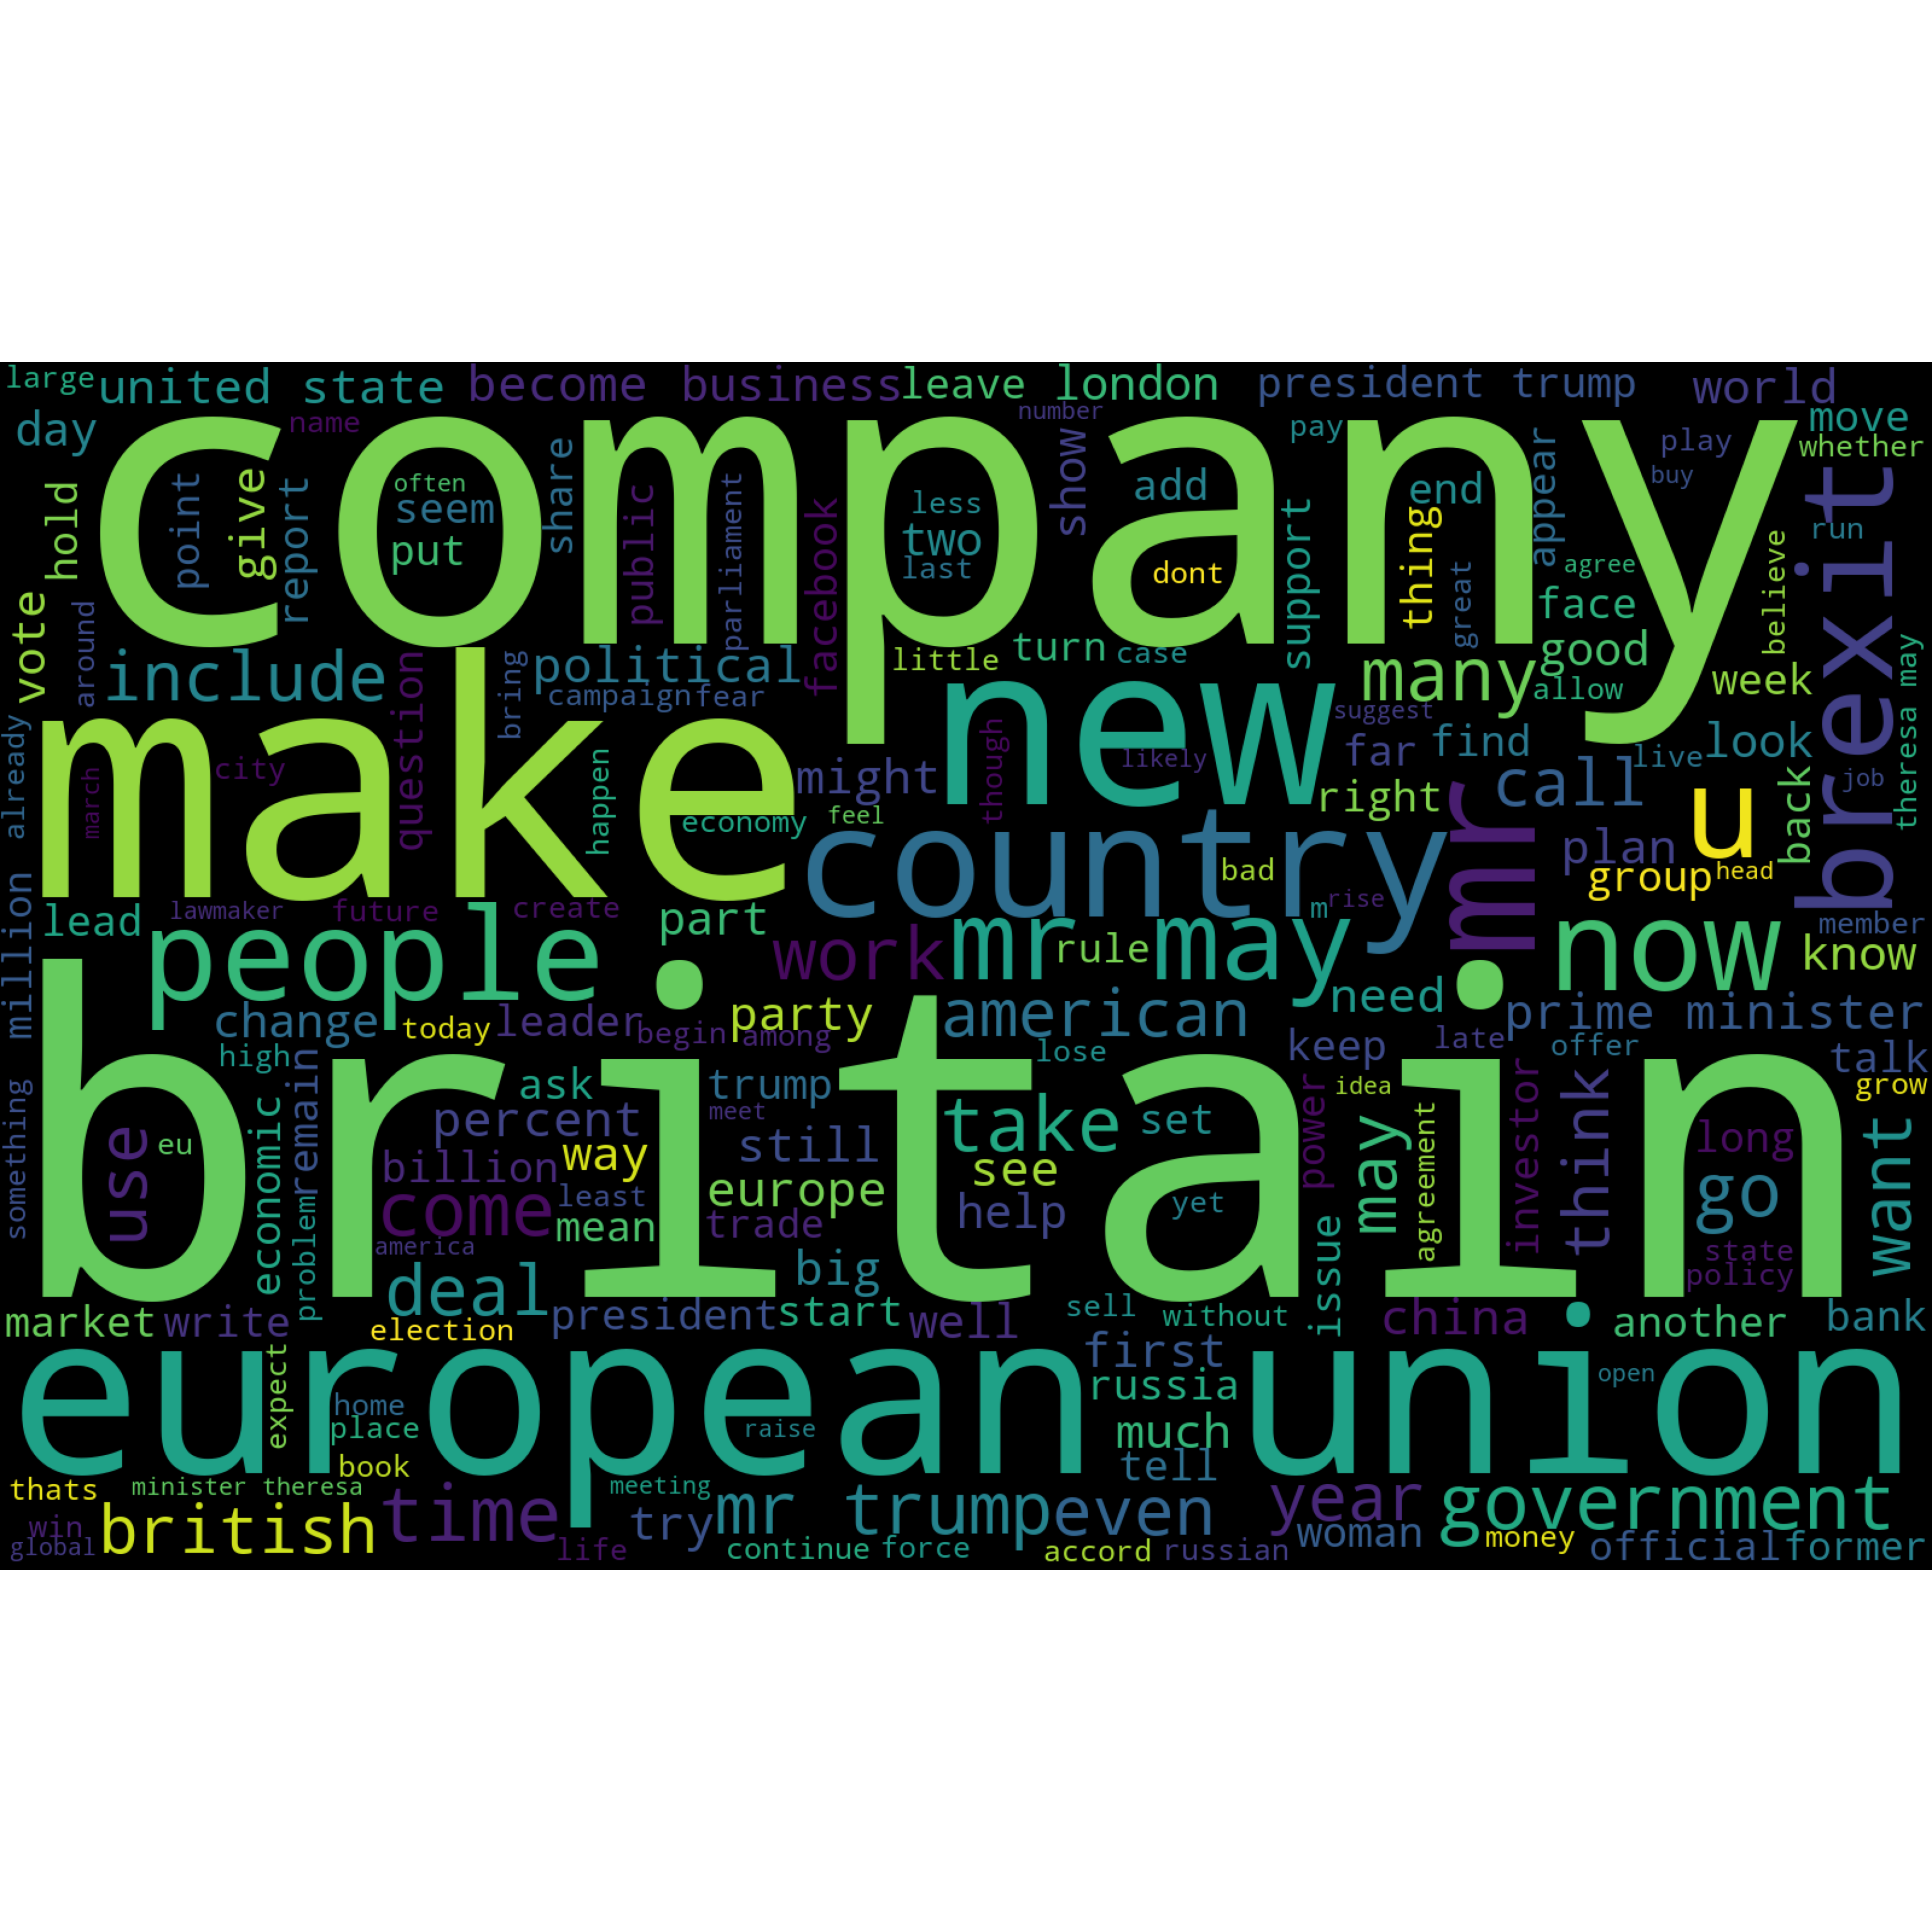 large united state become business leave london president trump world
day name number pay play move
company
whether
hold point give report often seem put share public parliament facebook less two last show add dont support end thing great appear agree buy run brexit
vote around include question bring political campaign fear little turn case many good face allow week believe theresa may
make new
already march city happen economy might feel though likely suggest far find live look right call job u back
country mr plan group head
million lead lawmaker future create part m rise member
people work mr may rule now know
britain
change today leader begin among party american need prime minister
high remain ask trump lose keep late offer talk
something use eu economic problem percent billion way meet still take set idea grow
come least mean europe see help yet power may agreement investor think long go want
america trade state policy
deal big issue
market write election president start well sell without china another bank
european union
expect home place raise first russia much open
book tell
thats minister theresa meeting
win british time try mr trump even year government
global life continue force accord russian woman money official former